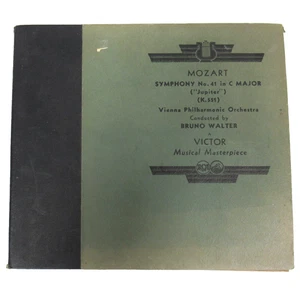 MOZART
SYMPHONY No. 41 in C MAJOR
("Jupiter")
(K.551)
Vienna Philharmonic Orchestra
Conducted by
BRUNO WALTER
VICTOR
Musical Masterpiece